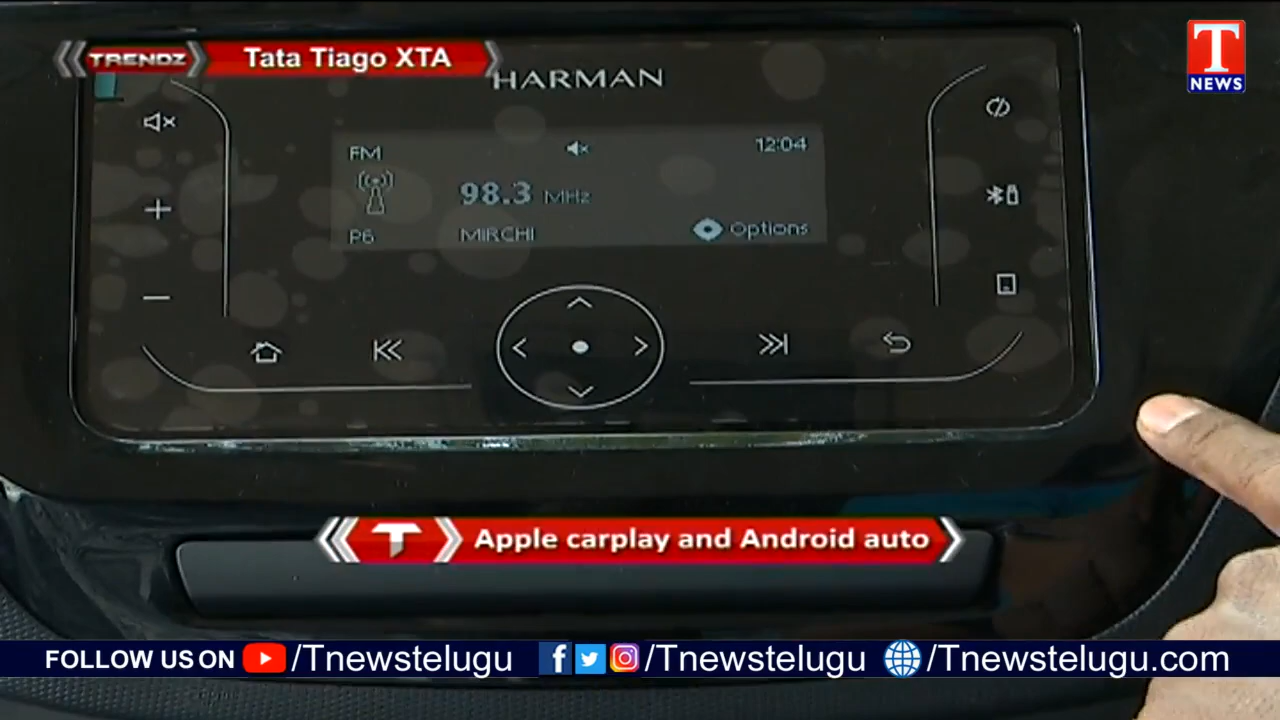 TRENDZ
Tata Tiago XTA
T
NEWS
HARMAN
FM
12:04
98.3 MHz
P6
MIRCHI
Options
T
Apple carplay and Android auto
FOLLOW US ON /Tnewstelugu /Tnewstelugu /Tnewstelugu.com